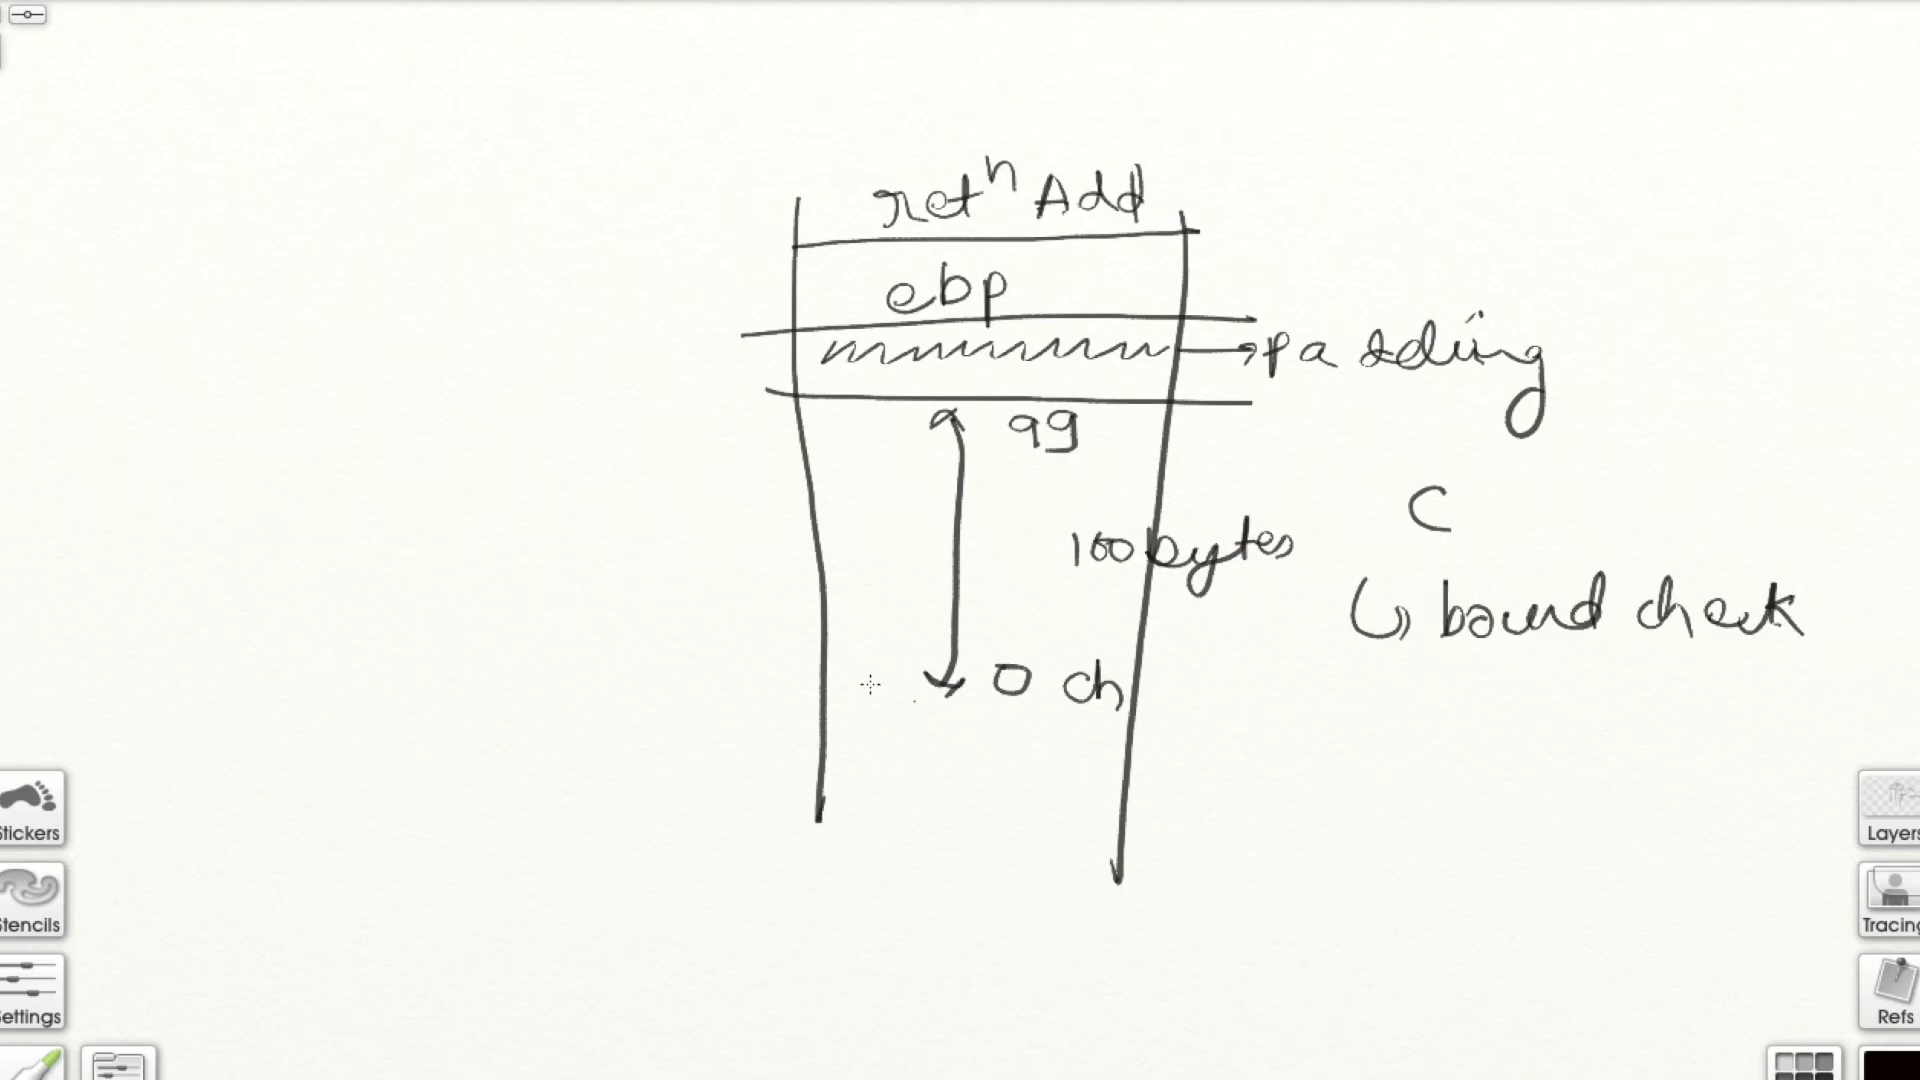 retⁿ Add
ebp
padding
99
C
100 bytes
bound check
0 ch
Stickers
Layers
Stencils
Tracing
Settings
Refs